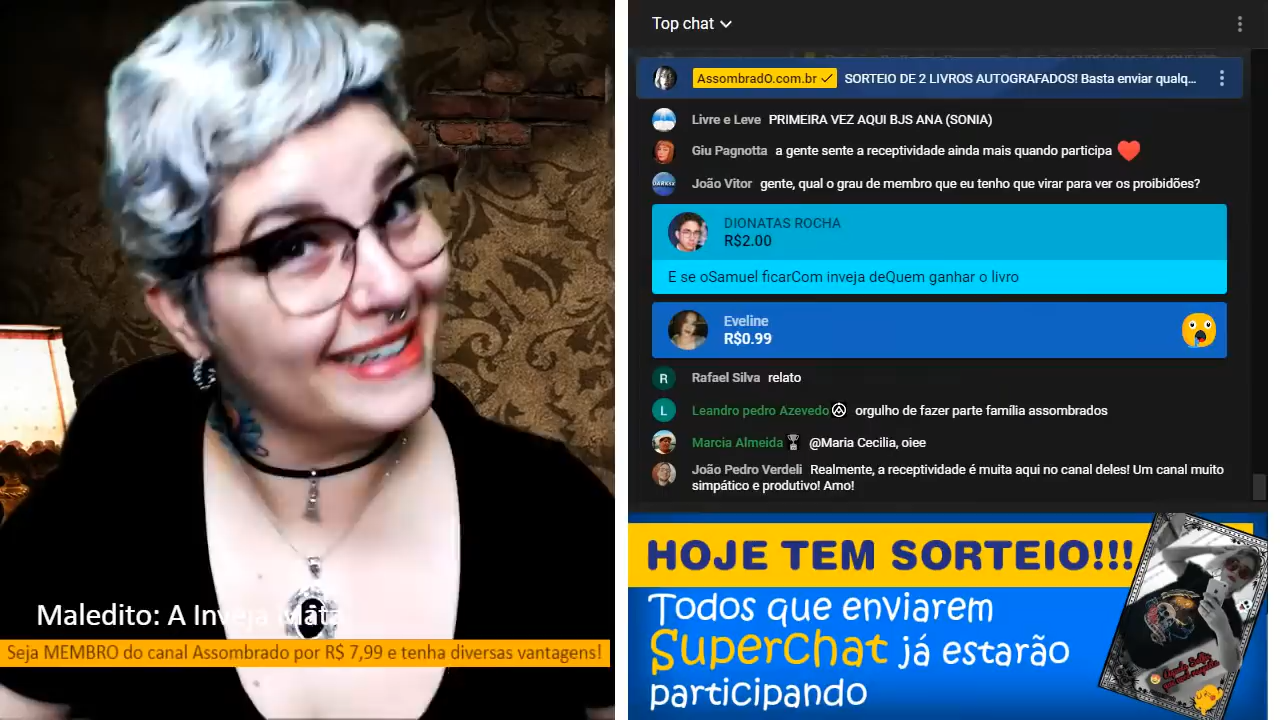 Maledito: A Inveja Mata
Seja MEMBRO do canal Assombrado por R$ 7,99 e tenha diversas vantagens!
Top chat
AssombradO.com.br SORTEIO DE 2 LIVROS AUTOGRAFADOS! Basta enviar qualq...
Livre e Leve PRIMEIRA VEZ AQUI BJS ANA (SONIA)
Giu Pagnotta a gente sente a receptividade ainda mais quando participa
João Vitor gente, qual o grau de membro que eu tenho que virar para ver os proibidões?
DIONATAS ROCHA
R$2.00
E se oSamuel ficarCom inveja deQuem ganhar o livro
Eveline
R$0.99
R Rafael Silva relato
L Leandro pedro Azevedo orgulho de fazer parte família assombrados
Marcia Almeida @Maria Cecilia, oiee
João Pedro Verdeli Realmente, a receptividade é muita aqui no canal deles! Um canal muito
simpático e produtivo! Amo!
HOJE TEM SORTEIO!!!
Todos que enviarem
Superchat já estarão
participando